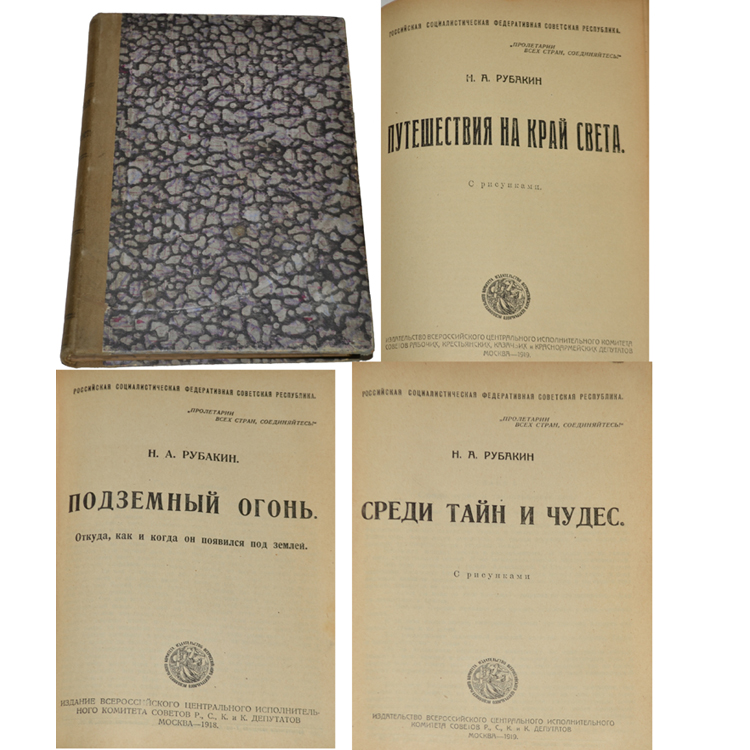 РОССИЙСКАЯ СОЦИАЛИСТИЧЕСКАЯ ФЕДЕРАТИВНАЯ СОВЕТСКАЯ РЕСПУБЛИКА.
„ПРОЛЕТАРИИ
ВСЕХ СТРАН, СОЕДИНЯЙТЕСЬ!"
Н. А. РУБАКИН
ПУТЕШЕСТВИЯ НА КРАЙ СВЕТА.
С рисунками.
ИЗДАТЕЛЬСТВО ВСЕРОССИЙСКОГО ЦЕНТРАЛЬНОГО ИСПОЛНИТЕЛЬНОГО КОМИТЕТА
СОВЕТОВ РАБОЧИХ, КРЕСТЬЯНСКИХ, КАЗАЧЬИХ и КРАСНОАРМЕЙСКИХ ДЕПУТАТОВ
МОСКВА—1919.
РОССИЙСКАЯ СОЦИАЛИСТИЧЕСКАЯ ФЕДЕРАТИВНАЯ СОВЕТСКАЯ РЕСПУБЛИКА.
„ПРОЛЕТАРИИ
ВСЕХ СТРАН, СОЕДИНЯЙТЕСЬ!"
Н. А. РУБАКИН.
ПОДЗЕМНЫЙ ОГОНЬ.
Откуда, как и когда он появился под землей.
ИЗДАНИЕ ВСЕРОССИЙСКОГО ЦЕНТРАЛЬНОГО ИСПОЛНИТЕЛЬ-
НОГО КОМИТЕТА СОВЕТОВ Р., С., К. и К. ДЕПУТАТОВ
МОСКВА—1918.
РОССИЙСКАЯ СОЦИАЛИСТИЧЕСКАЯ ФЕДЕРАТИВНАЯ СОВЕТСКАЯ РЕСПУБЛИКА.
„ПРОЛЕТАРИИ
ВСЕХ СТРАН, СОЕДИНЯЙТЕСЬ!"
Н. А. РУБАКИН
СРЕДИ ТАЙН И ЧУДЕС.
С рисунками
ИЗДАТЕЛЬСТВО ВСЕРОССИЙСКОГО ЦЕНТРАЛЬНОГО ИСПОЛНИТЕЛЬНОГО
КОМИТЕТА СОВЕТОВ Р., С., К. и К. ДЕПУТАТОВ
МОСКВА—1919.